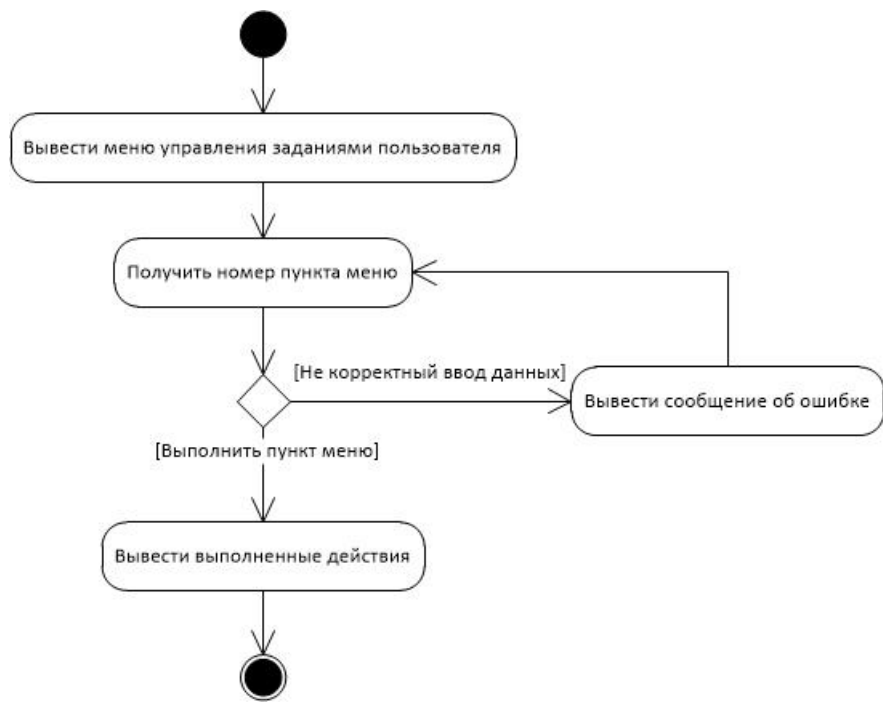 Вывести меню управления заданиями пользователя
Получить номер пункта меню
[Не корректный ввод данных]
Вывести сообщение об ошибке
[Выполнить пункт меню]
Вывести выполненные действия